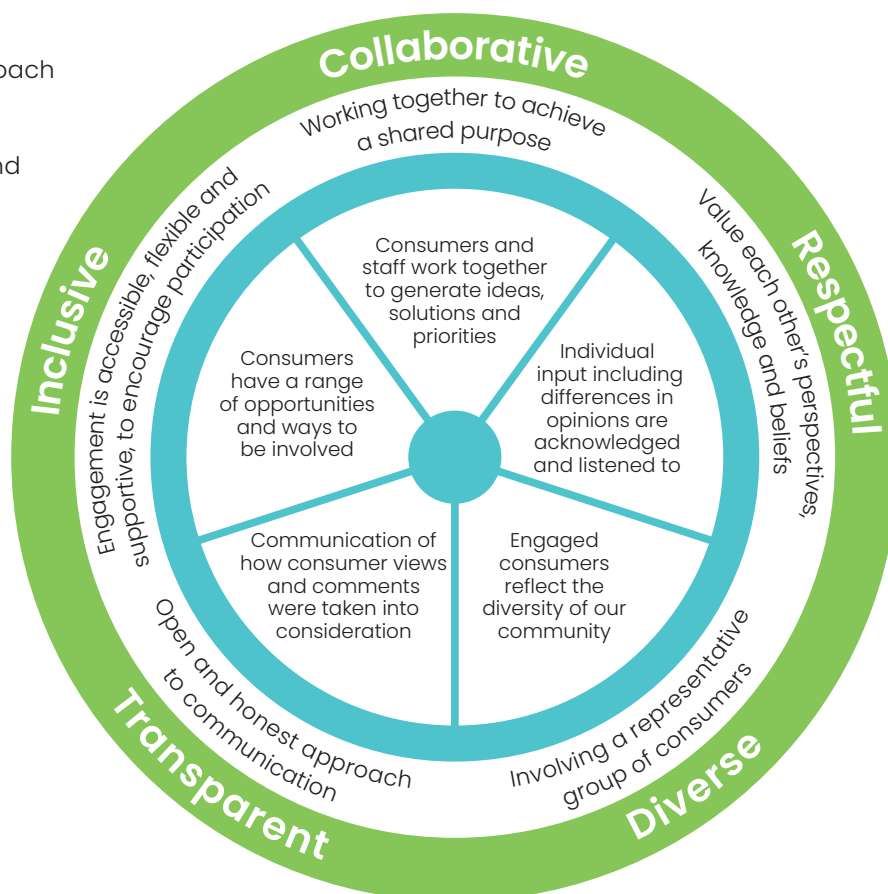 oach
nd
Collaborative
Working together to achieve
a shared purpose
Respectful
Value each other’s perspectives,
knowledge and beliefs
Diverse
Involving a representative
group of consumers
Transparent
Open and honest approach
to communication
Inclusive
Engagement is accessible, flexible and
supportive, to encourage participation
Consumers and
staff work together
to generate ideas,
solutions and
priorities
Individual
input including
differences in
opinions are
acknowledged
and listened to
Engaged
consumers
reflect the
diversity of our
community
Communication of
how consumer views
and comments
were taken into
consideration
Consumers
have a range
of opportunities
and ways to
be involved